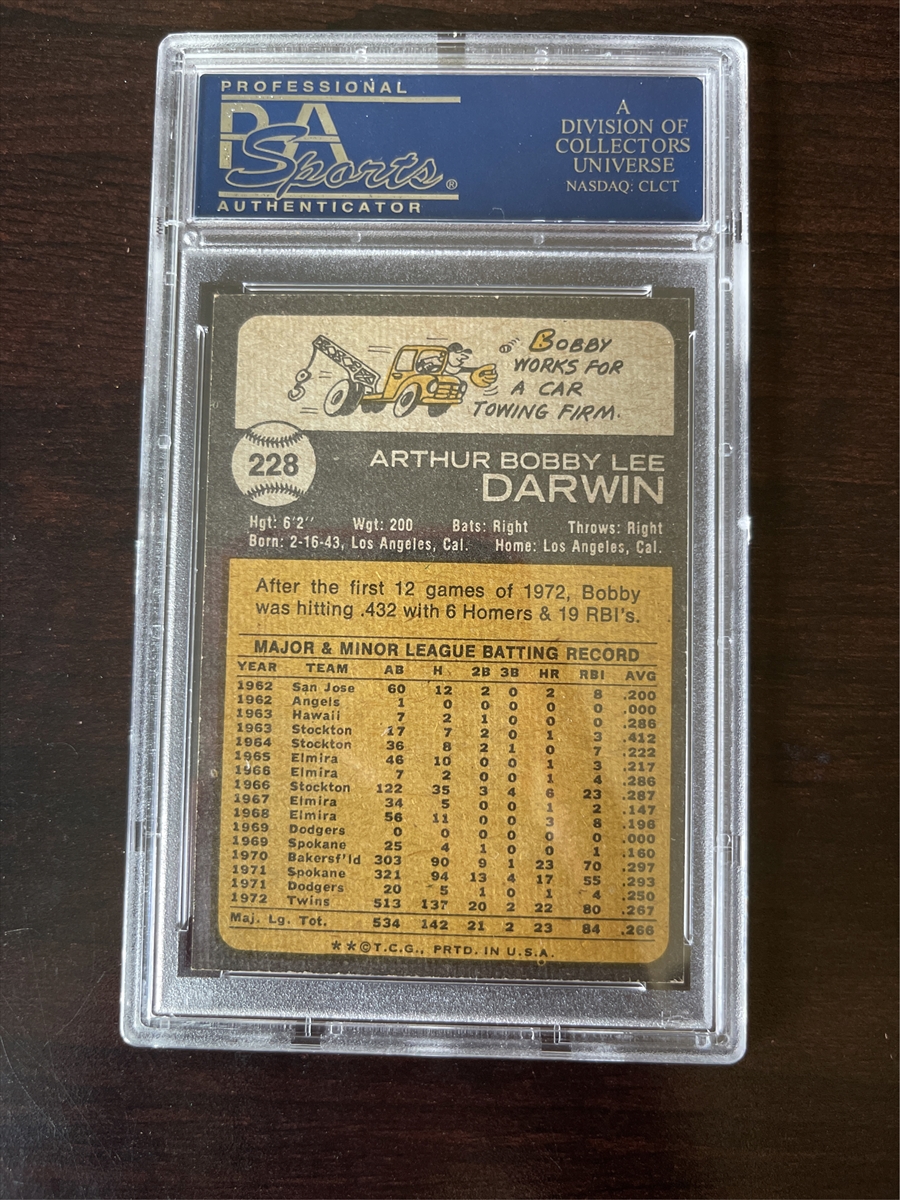 PROFESSIONAL
PSA
Sports®
AUTHENTICATOR
A
DIVISION OF
COLLECTORS
UNIVERSE
NASDAQ: CLCT
BOBBY
WORKS FOR
A CAR
TOWING FIRM.
228
ARTHUR BOBBY LEE
DARWIN
Hgt: 6'2" Wgt: 200 Bats: Right Throws: Right
Born: 2-16-43, Los Angeles, Cal. Home: Los Angeles, Cal.
After the first 12 games of 1972, Bobby
was hitting .432 with 6 Homers & 19 RBI's.
MAJOR & MINOR LEAGUE BATTING RECORD
YEAR TEAM AB H 2B 3B HR RBI AVG
1962 San Jose 60 12 2 0 2 8 .200
1962 Angels 1 0 0 0 0 0 .000
1963 Hawaii 7 2 1 0 0 0 .286
1963 Stockton 17 7 2 0 1 3 .412
1964 Stockton 36 8 2 1 0 7 .222
1965 Elmira 46 10 0 0 1 3 .217
1966 Elmira 7 2 0 0 1 4 .286
1966 Stockton 122 35 3 4 6 23 .287
1967 Elmira 34 5 0 0 1 2 .147
1968 Elmira 56 11 0 0 3 8 .196
1969 Dodgers 0 0 0 0 0 0 .000
1969 Spokane 25 4 1 0 0 1 .160
1970 Bakersf'ld 303 90 9 1 23 70 .297
1971 Spokane 321 94 13 4 17 55 .293
1971 Dodgers 20 5 1 0 1 4 .250
1972 Twins 513 137 20 2 22 80 .267
Maj. Lg. Tot. 534 142 21 2 23 84 .266
**©T.C.G., PRTD. IN U.S.A.